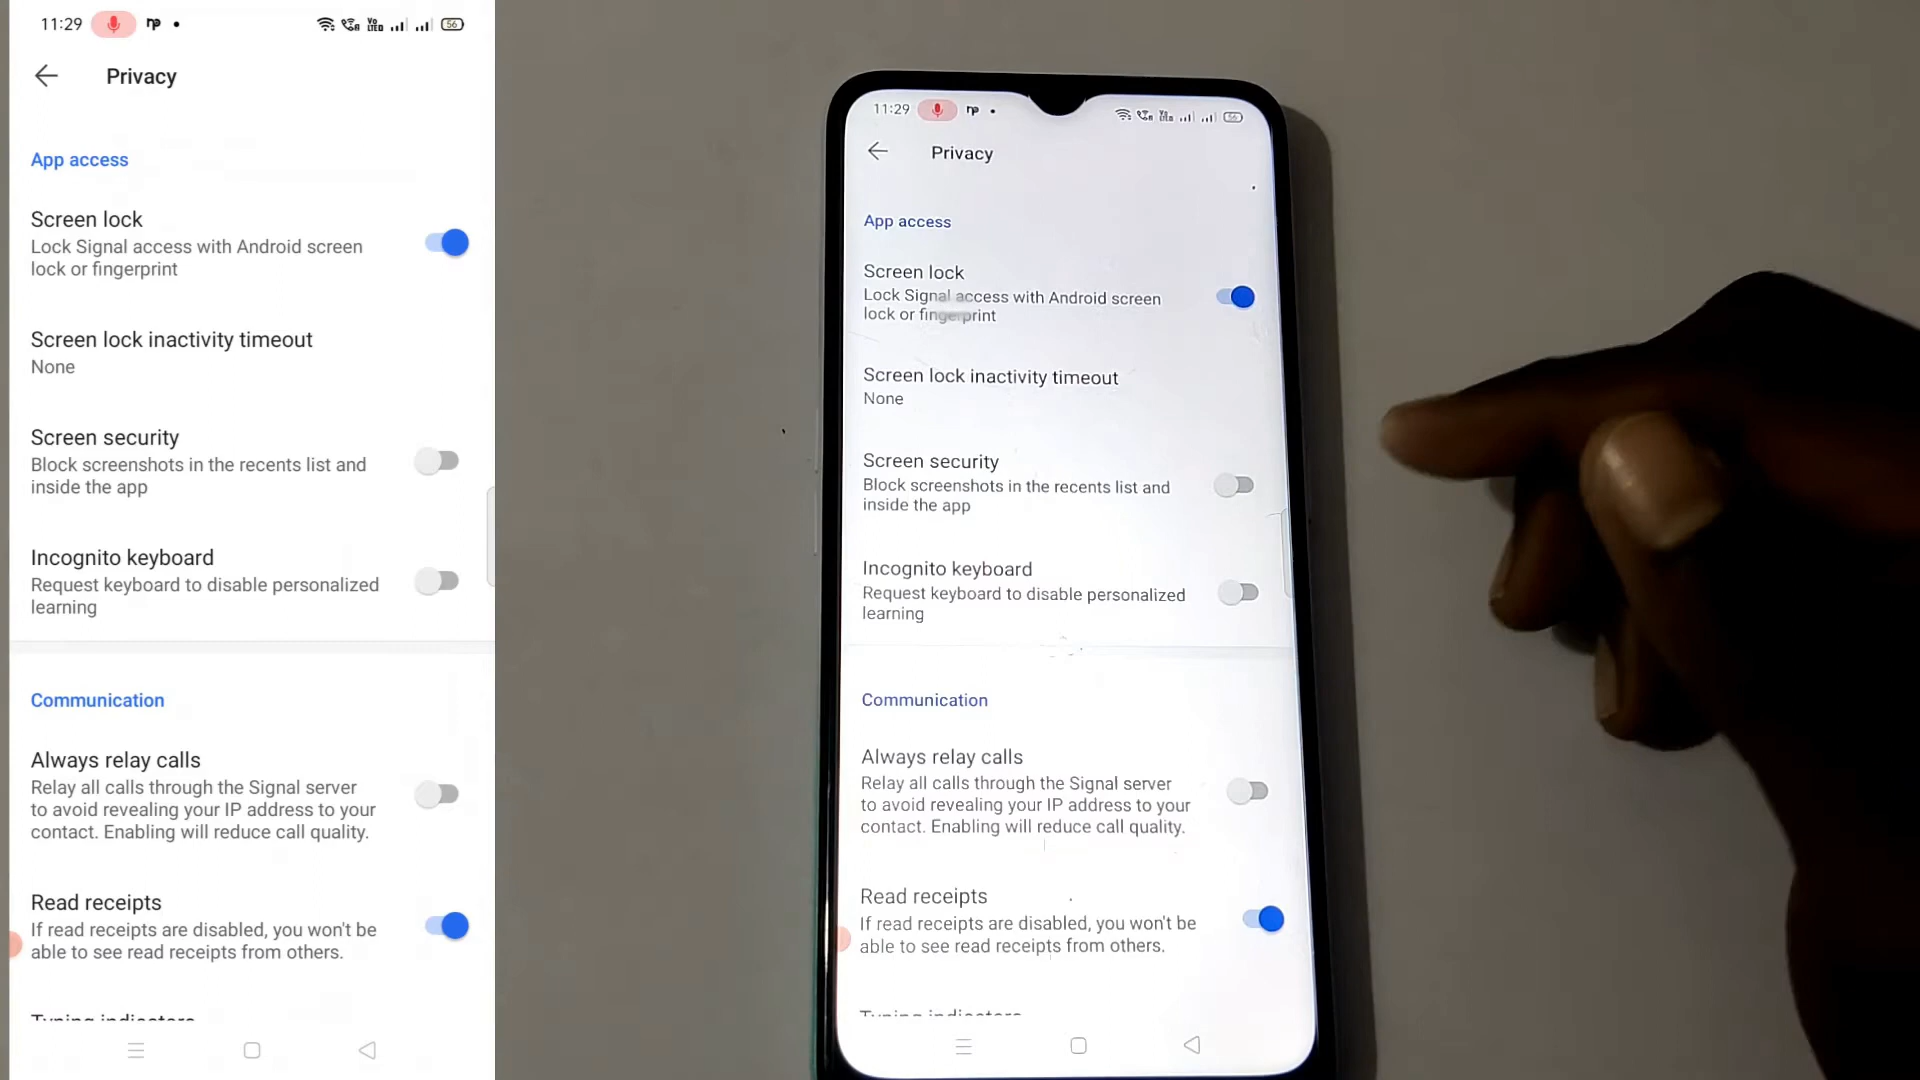 11:29
56
Privacy
App access
Screen lock
Lock Signal access with Android screen
lock or fingerprint
Screen lock inactivity timeout
None
Screen security
Block screenshots in the recents list and
inside the app
Incognito keyboard
Request keyboard to disable personalized
learning
Communication
Always relay calls
Relay all calls through the Signal server
to avoid revealing your IP address to your
contact. Enabling will reduce call quality.
Read receipts
If read receipts are disabled, you won't be
able to see read receipts from others.
Typing indicators
11:29
56
Privacy
App access
Screen lock
Lock Signal access with Android screen
lock or fingerprint
Screen lock inactivity timeout
None
Screen security
Block screenshots in the recents list and
inside the app
Incognito keyboard
Request keyboard to disable personalized
learning
Communication
Always relay calls
Relay all calls through the Signal server
to avoid revealing your IP address to your
contact. Enabling will reduce call quality.
Read receipts
If read receipts are disabled, you won't be
able to see read receipts from others.
Typing indicators